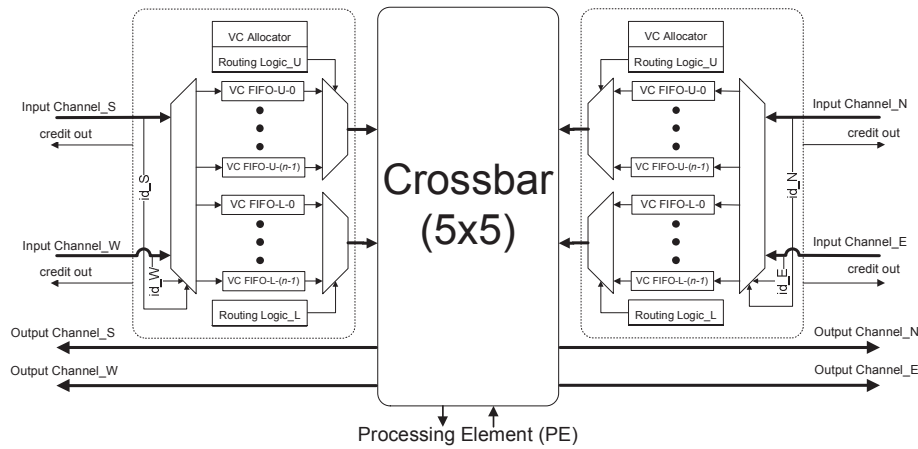 VC Allocator
Routing Logic_U
VC FIFO-U-0
VC FIFO-U-(n-1)
VC FIFO-L-0
VC FIFO-L-(n-1)
Routing Logic_L
Input Channel_S
credit out
id_S
Input Channel_W
credit out
id_W
Output Channel_S
Output Channel_W
Crossbar
(5x5)
VC Allocator
Routing Logic_U
VC FIFO-U-0
VC FIFO-U-(n-1)
VC FIFO-L-0
VC FIFO-L-(n-1)
Routing Logic_L
Input Channel_N
credit out
id_N
Input Channel_E
credit out
id_E
Output Channel_N
Output Channel_E
Processing Element (PE)